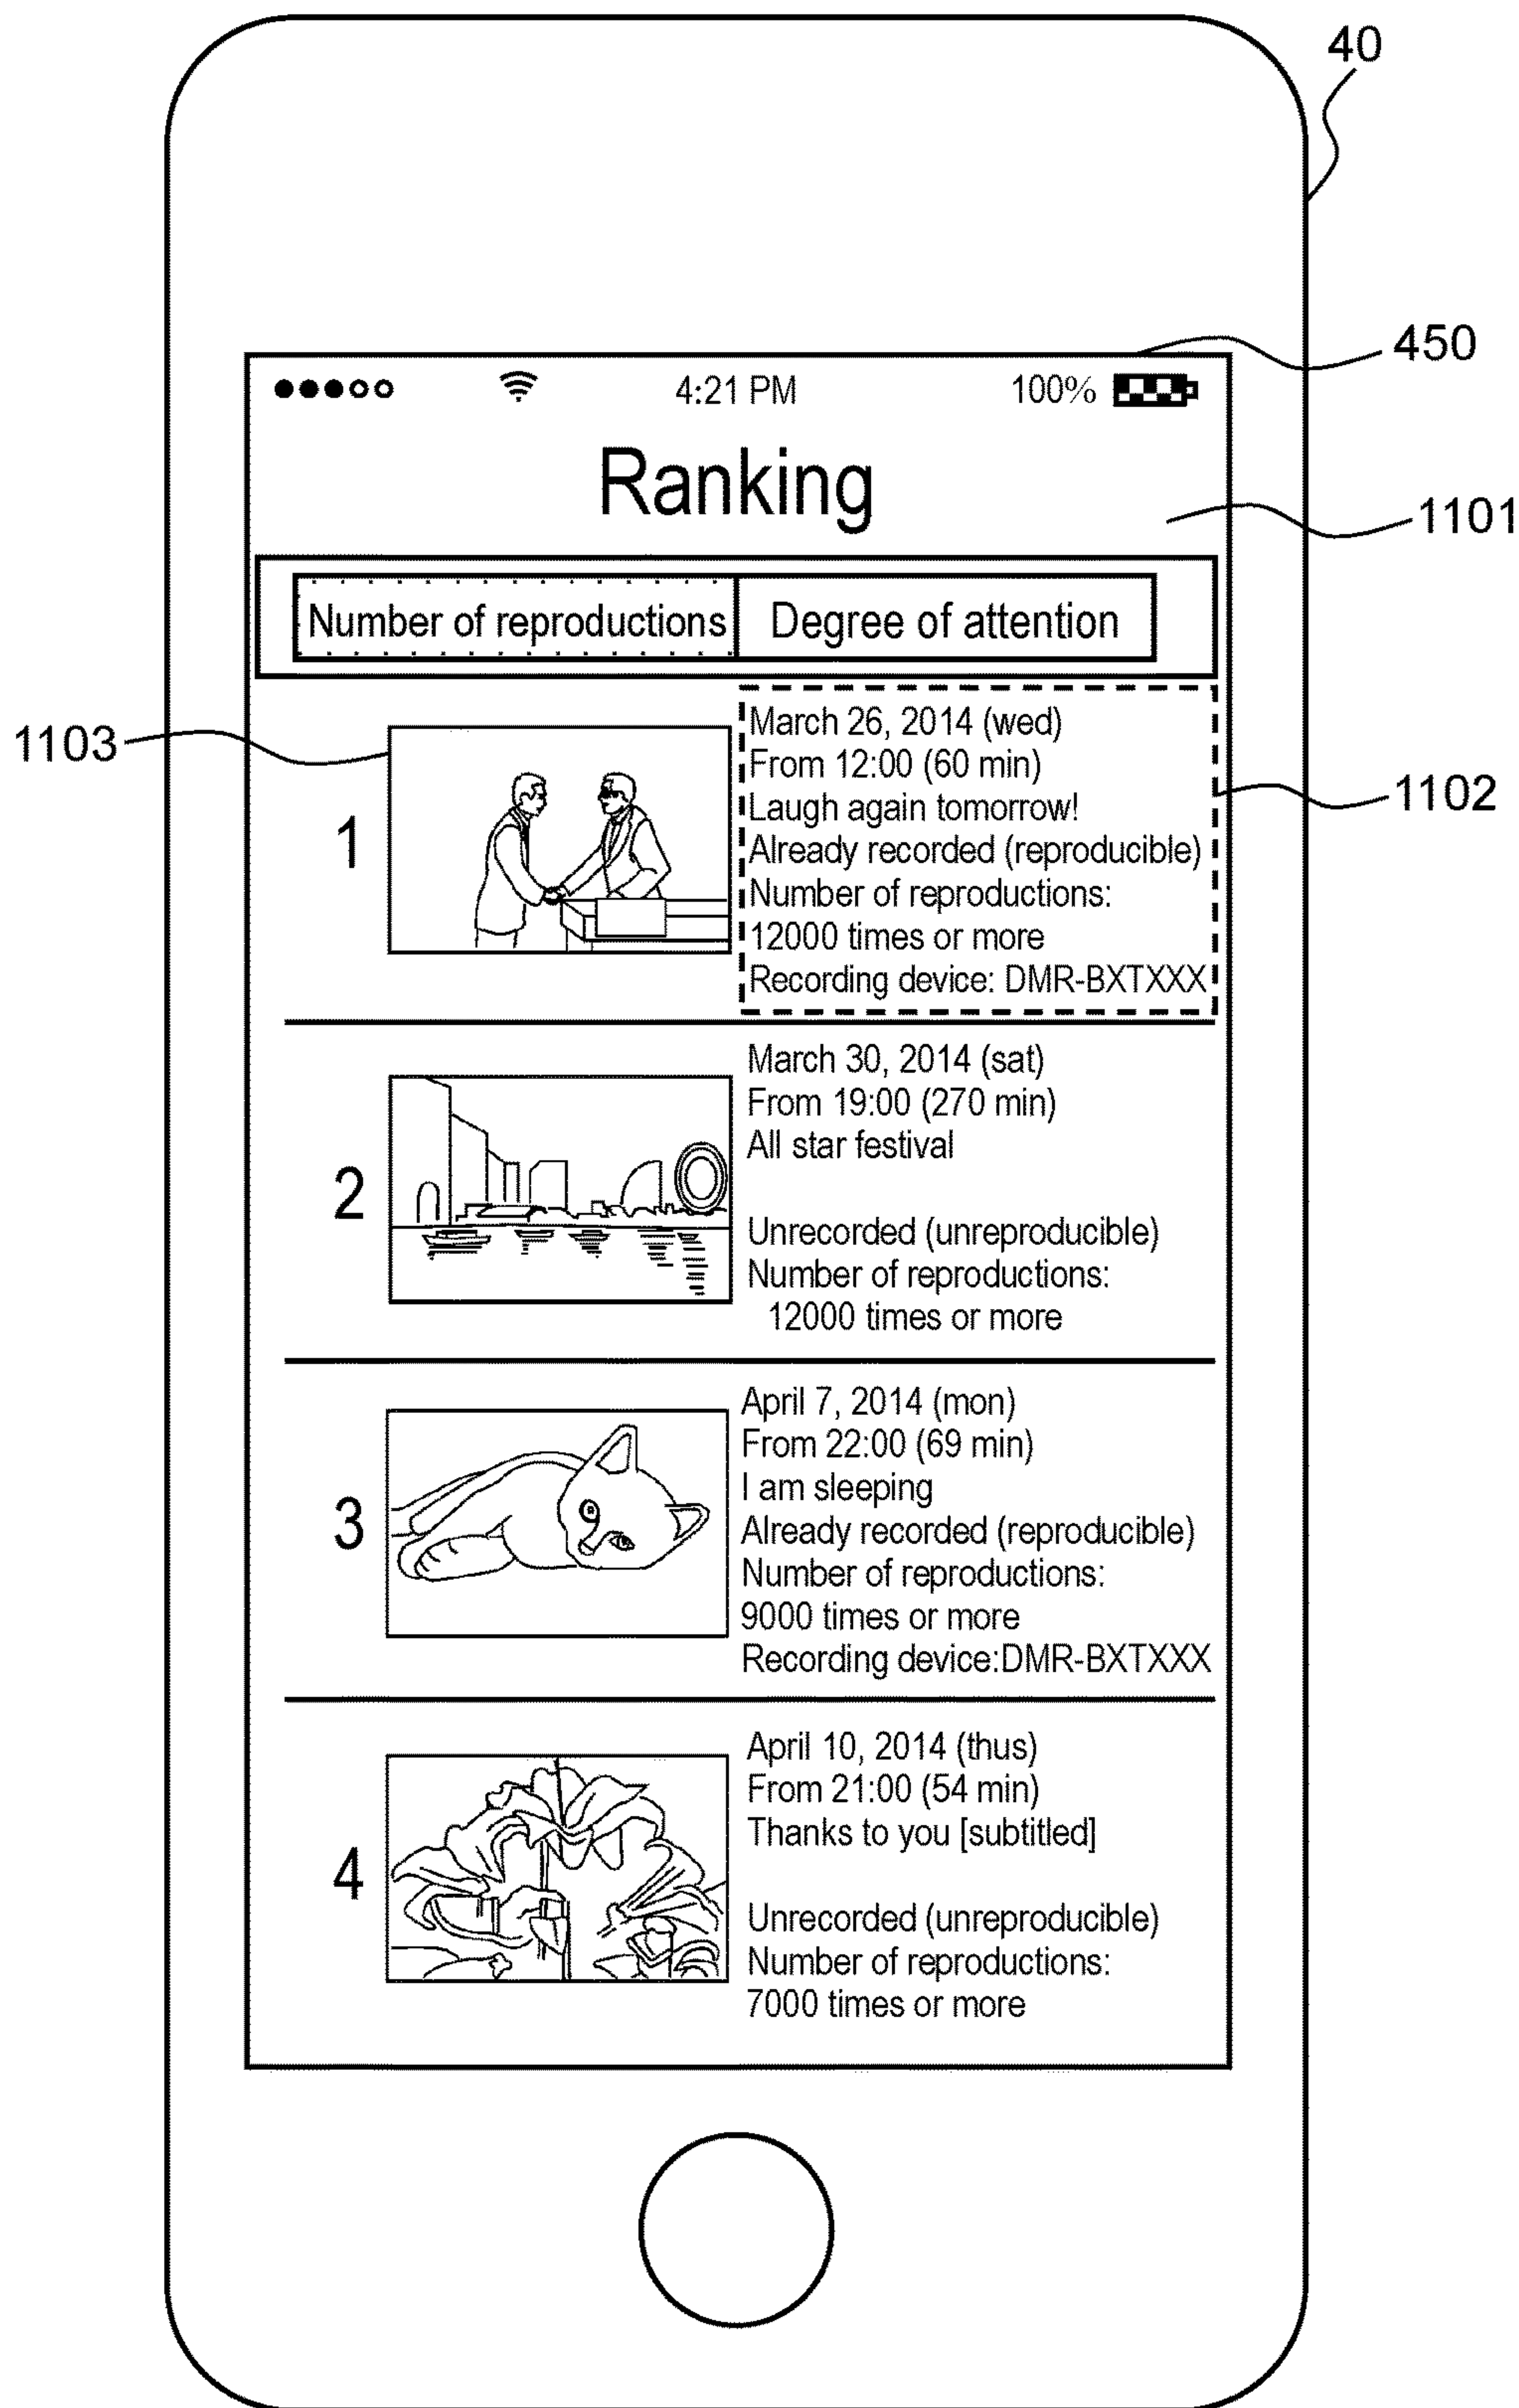 40
450
4:21 PM 100%
Ranking
1101
Number of reproductions Degree of attention
1103
1102
1
March 26, 2014 (wed)
From 12:00 (60 min)
Laugh again tomorrow!
Already recorded (reproducible)
Number of reproductions:
12000 times or more
Recording device: DMR-BXTXXX
2
March 30, 2014 (sat)
From 19:00 (270 min)
All star festival
Unrecorded (unreproducible)
Number of reproductions:
12000 times or more
3
April 7, 2014 (mon)
From 22:00 (69 min)
I am sleeping
Already recorded (reproducible)
Number of reproductions:
9000 times or more
Recording device:DMR-BXTXXX
4
April 10, 2014 (thus)
From 21:00 (54 min)
Thanks to you [subtitled]
Unrecorded (unreproducible)
Number of reproductions:
7000 times or more